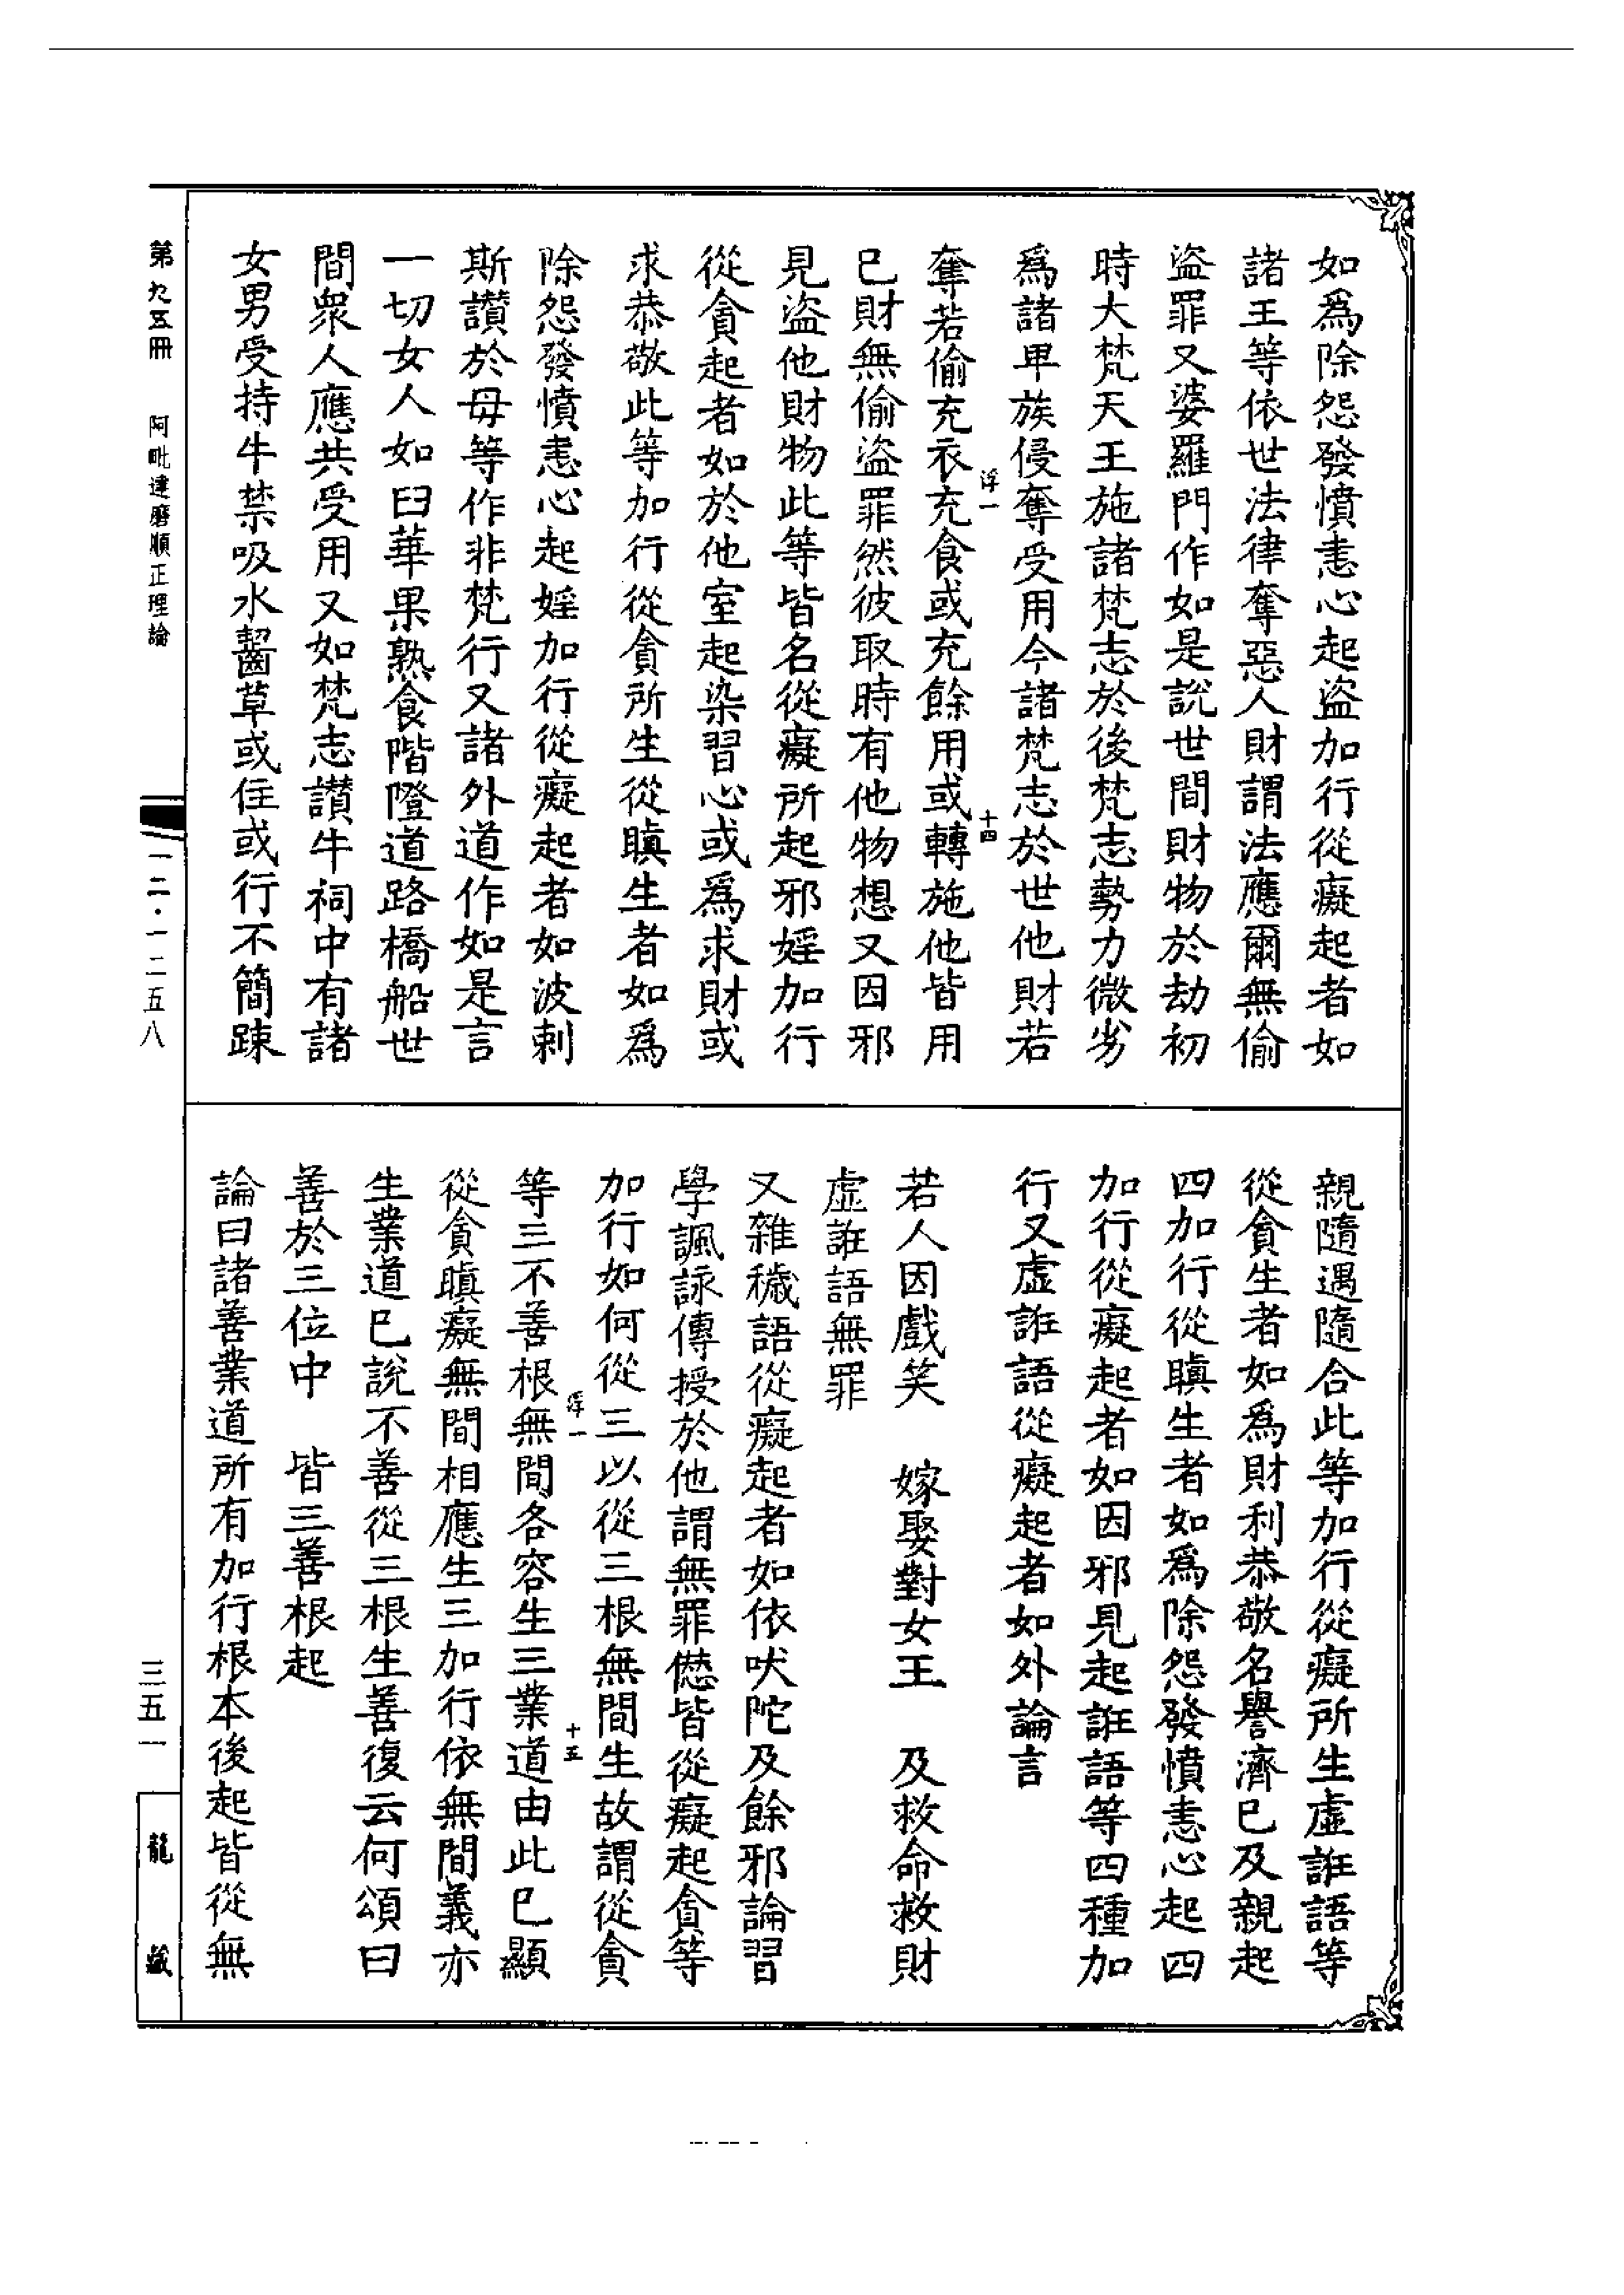 如爲除怨發憤恚心起盜加行從癡起者如
諸王等依世法律奪惡人財謂法應爾無偷
盜罪又婆羅門作如是說世間財物於劫初
時大梵天王施諸梵志於後梵志勢力微劣
爲諸卑族侵奪受用今諸梵志於世他財若
浮一 十四
奪若偷充衣充食或充餘用或轉施他皆用
已財無偷盜罪然彼取時有他物想又因邪
見盜他財物此等皆名從癡所起邪婬加行
從貪起者如於他室起染習心或爲求財或
求恭敬此等加行從貪所生從瞋生者如爲
除怨發憤恚心起婬加行從癡起者如波剌
斯讚於母等作非梵行又諸外道作如是言
一切女人如臼華果熟食階隥道路橋船世
間衆人應共受用又如梵志讚牛祠中有諸
女男受持牛禁吸水齧草或住或行不簡踈
親隨遇隨合此等加行從癡所生虛誑語等
從貪生者如爲財利恭敬名譽濟已及親起
四加行從瞋生者如爲除怨發憤恚心起四
加行從癡起者如因邪見起誑語等四種加
行又虛誑語從癡起者如外論言
若人因戲笑 嫁娶對女王 及救命救財
虛誑語無罪
又雜穢語從癡起者如依吠陀及餘邪論習
學諷詠傳授於他謂無罪愆皆從癡起貪等
加行如何從三以從三根無間生故謂從貪
浮一 十五
等三不善根無間各容生三業道由此已顯
從貪瞋癡無間相應生三加行依無間義亦
生業道已說不善從三根生善復云何頌曰
善於三位中 皆三善根起
論曰諸善業道所有加行根本後起皆從無
第九五冊 阿毗達磨順正理論
一二·一二五八
三五一
龍藏